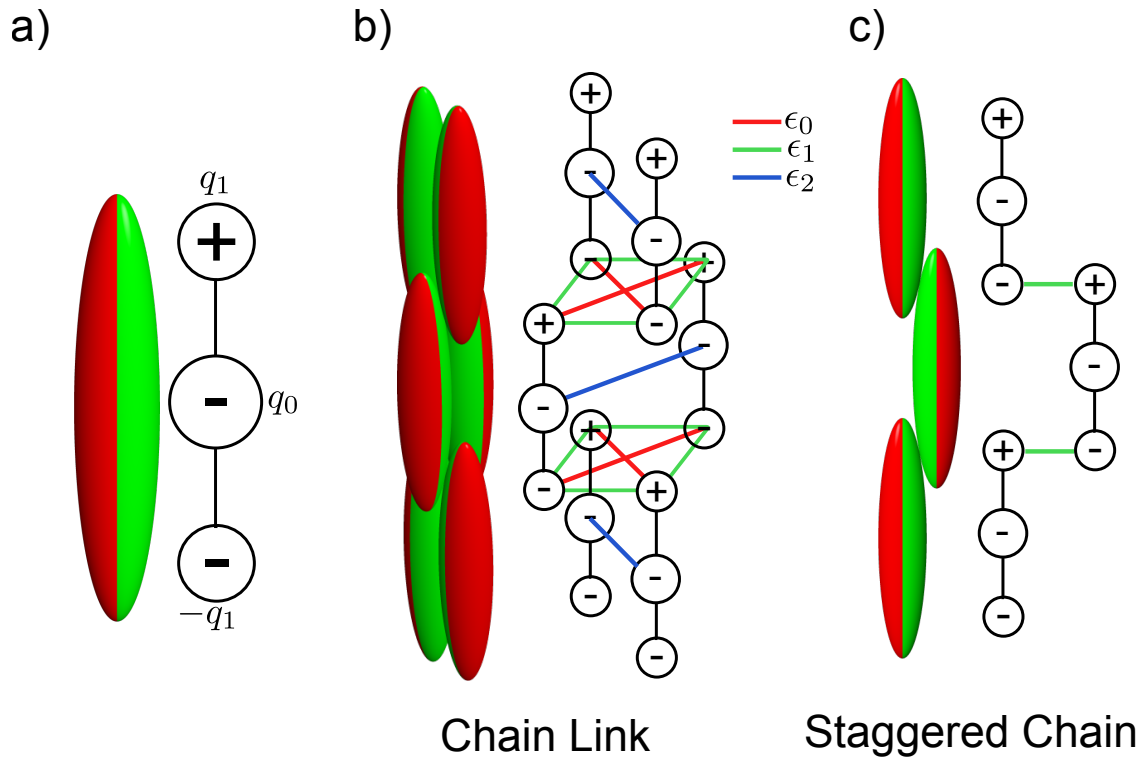 a)
q₁
+
-
q₀
-
-q₁
b)
+
-
+
-
-
-
+
+
-
-
-
+
-
-
+
-
-
-
-
ϵ₀
ϵ₁
ϵ₂
Chain Link
c)
+
-
-
+
-
-
+
-
-
Staggered Chain